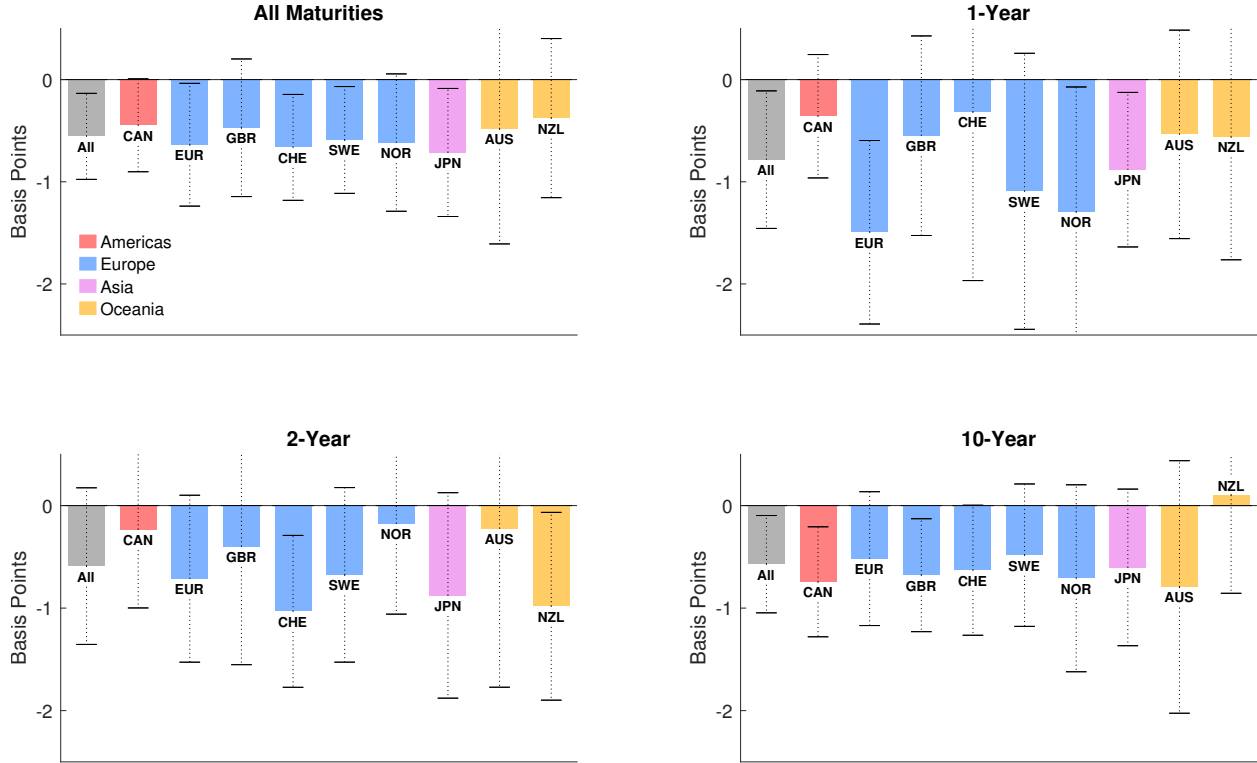 All Maturities
Basis Points
0
-1
-2
All
CAN
EUR
GBR
CHE
SWE
NOR
JPN
AUS
NZL
Americas
Europe
Asia
Oceania
1-Year
Basis Points
0
-1
-2
All
CAN
EUR
GBR
CHE
SWE
NOR
JPN
AUS
NZL
2-Year
Basis Points
0
-1
-2
All
CAN
EUR
GBR
CHE
SWE
NOR
JPN
AUS
NZL
10-Year
Basis Points
0
-1
-2
All
CAN
EUR
GBR
CHE
SWE
NOR
JPN
AUS
NZL